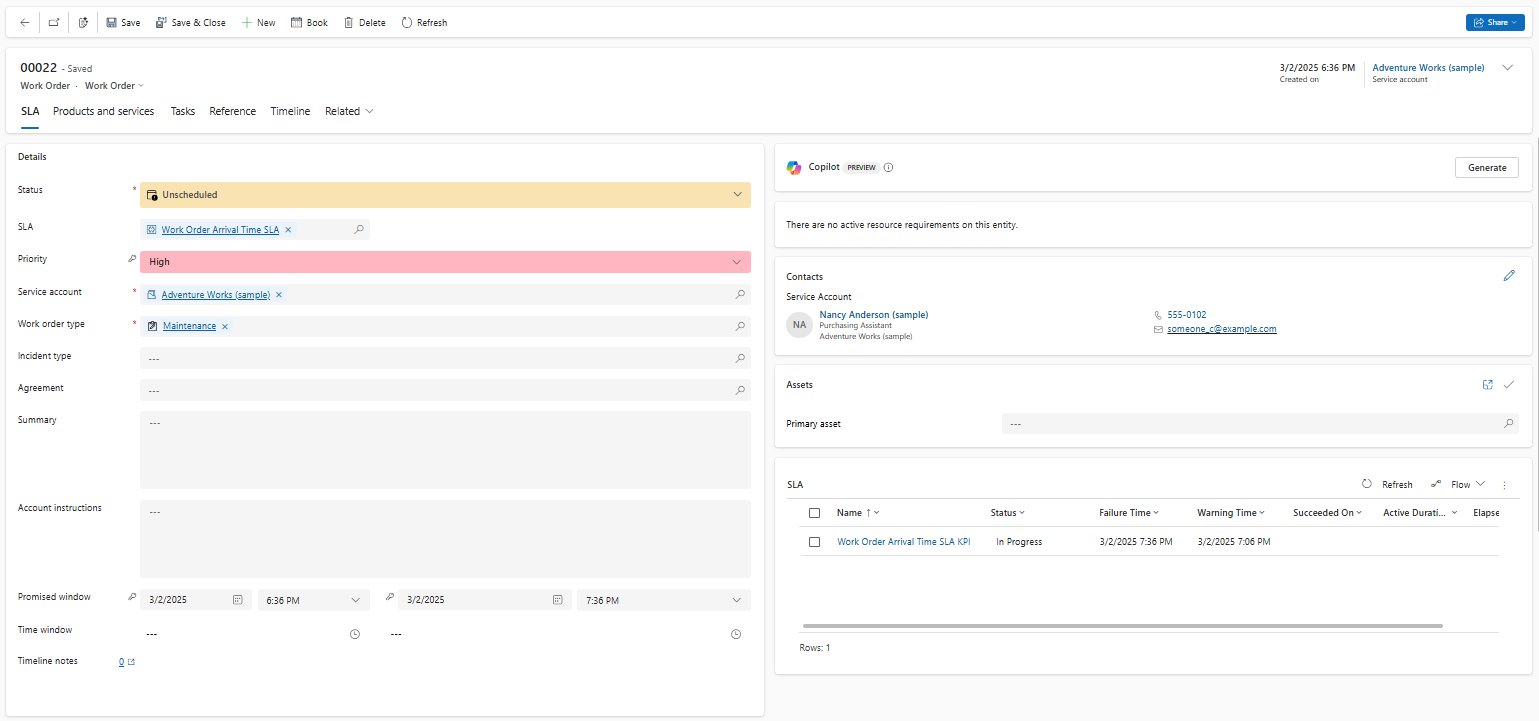 Save
Save & Close
New
Book
Delete
Refresh
Share
00022 - Saved
Work Order · Work Order
3/2/2025 6:36 PM
Created on
Adventure Works (sample)
Service account
SLA
Products and services
Tasks
Reference
Timeline
Related
Details
Status * Unscheduled
SLA Work Order Arrival Time SLA
Priority High
Service account * Adventure Works (sample)
Work order type * Maintenance
Incident type ---
Agreement ---
Summary ---
Account instructions ---
Promised window 3/2/2025 6:36 PM 3/2/2025 7:36 PM
Time window --- ---
Timeline notes 0
Copilot PREVIEW
Generate
There are no active resource requirements on this entity.
Contacts
Service Account
NA
Nancy Anderson (sample)
Purchasing Assistant
Adventure Works (sample)
555-0102
someone_c@example.com
Assets
Primary asset ---
SLA
Refresh
Flow
Name ↑ Status Failure Time Warning Time Succeeded On Active Durati... Elapse
Work Order Arrival Time SLA KPI In Progress 3/2/2025 7:36 PM 3/2/2025 7:06 PM
Rows: 1